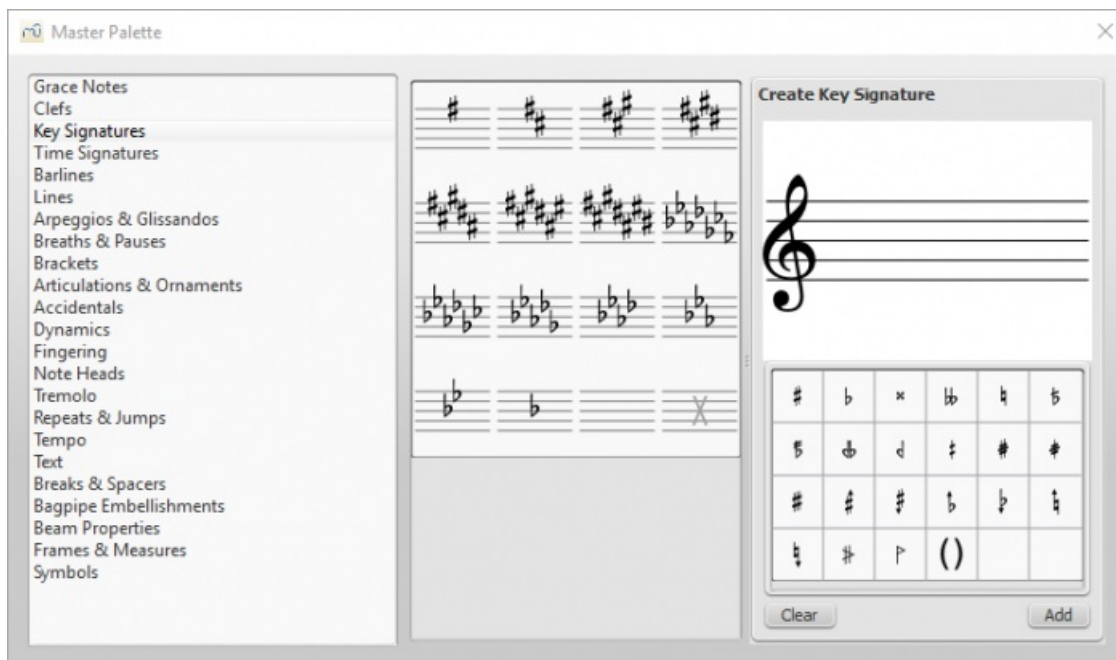 Master Palette
Grace Notes
Clefs
Key Signatures
Time Signatures
Barlines
Lines
Arpeggios & Glissandos
Breaths & Pauses
Brackets
Articulations & Ornaments
Accidentals
Dynamics
Fingering
Note Heads
Tremolo
Repeats & Jumps
Tempo
Text
Breaks & Spacers
Bagpipe Embellishments
Beam Properties
Frames & Measures
Symbols
Create Key Signature
Clear
Add